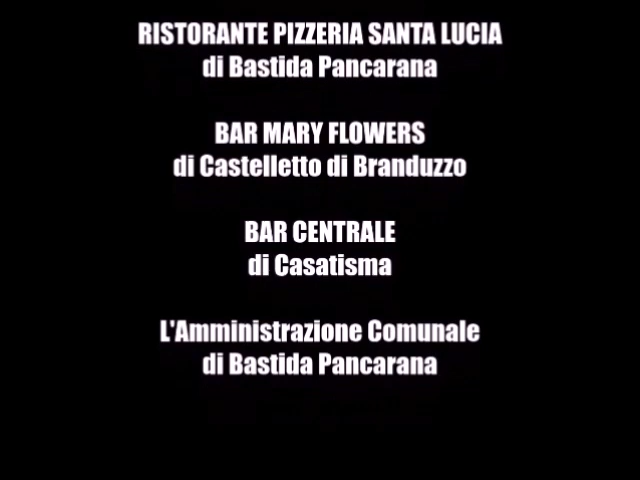 RISTORANTE PIZZERIA SANTA LUCIA
di Bastida Pancarana
BAR MARY FLOWERS
di Castelletto di Branduzzo
BAR CENTRALE
di Casatisma
L'Amministrazione Comunale
di Bastida Pancarana